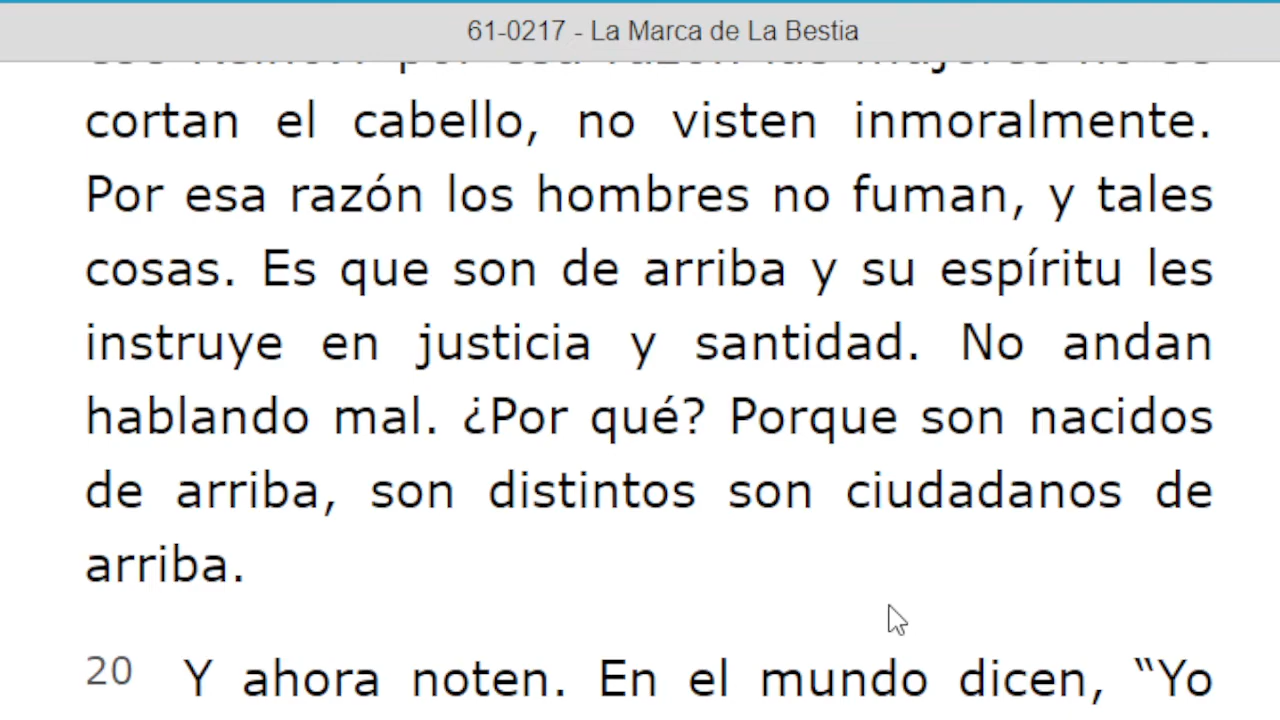 61-0217 - La Marca de La Bestia
cortan el cabello, no visten inmoralmente.
Por esa razón los hombres no fuman, y tales
cosas. Es que son de arriba y su espíritu les
instruye en justicia y santidad. No andan
hablando mal. ¿Por qué? Porque son nacidos
de arriba, son distintos son ciudadanos de
arriba.
20 Y ahora noten. En el mundo dicen, “Yo